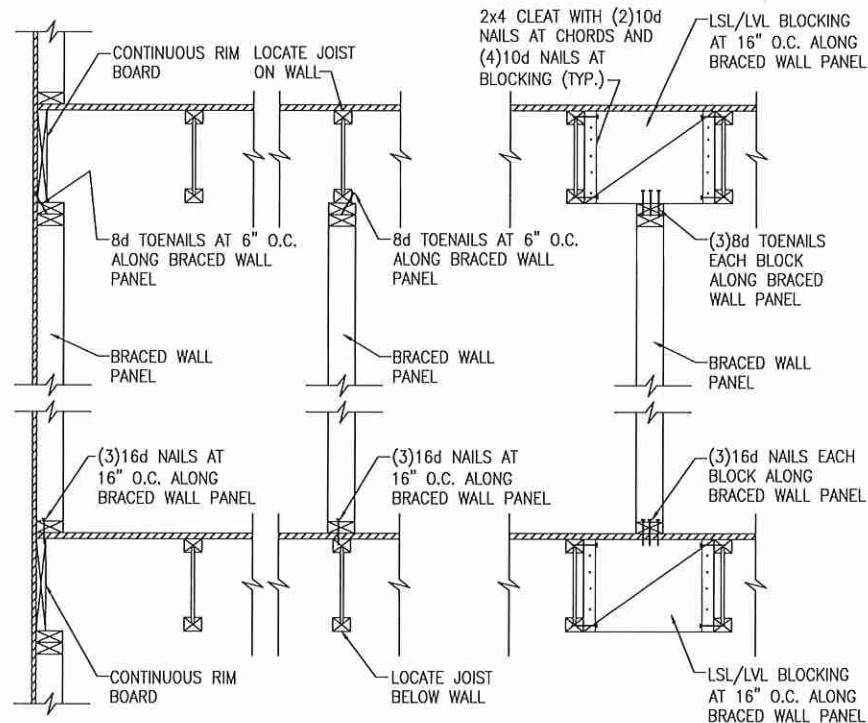 CONTINUOUS RIM
BOARD
LOCATE JOIST
ON WALL
2x4 CLEAT WITH (2)10d
NAILS AT CHORDS AND
(4)10d NAILS AT
BLOCKING (TYP.)
LSL/LVL BLOCKING
AT 16" O.C. ALONG
BRACED WALL PANEL
8d TOENAILS AT 6" O.C.
ALONG BRACED WALL
PANEL
8d TOENAILS AT 6" O.C.
ALONG BRACED WALL
PANEL
(3)8d TOENAILS
EACH BLOCK
ALONG BRACED
WALL PANEL
BRACED WALL
PANEL
BRACED WALL
PANEL
BRACED WALL
PANEL
(3)16d NAILS AT
16" O.C. ALONG
BRACED WALL PANEL
(3)16d NAILS AT
16" O.C. ALONG
BRACED WALL PANEL
(3)16d NAILS EACH
BLOCK ALONG
BRACED WALL PANEL
CONTINUOUS RIM
BOARD
LOCATE JOIST
BELOW WALL
LSL/LVL BLOCKING
AT 16" O.C. ALONG
BRACED WALL PANEL